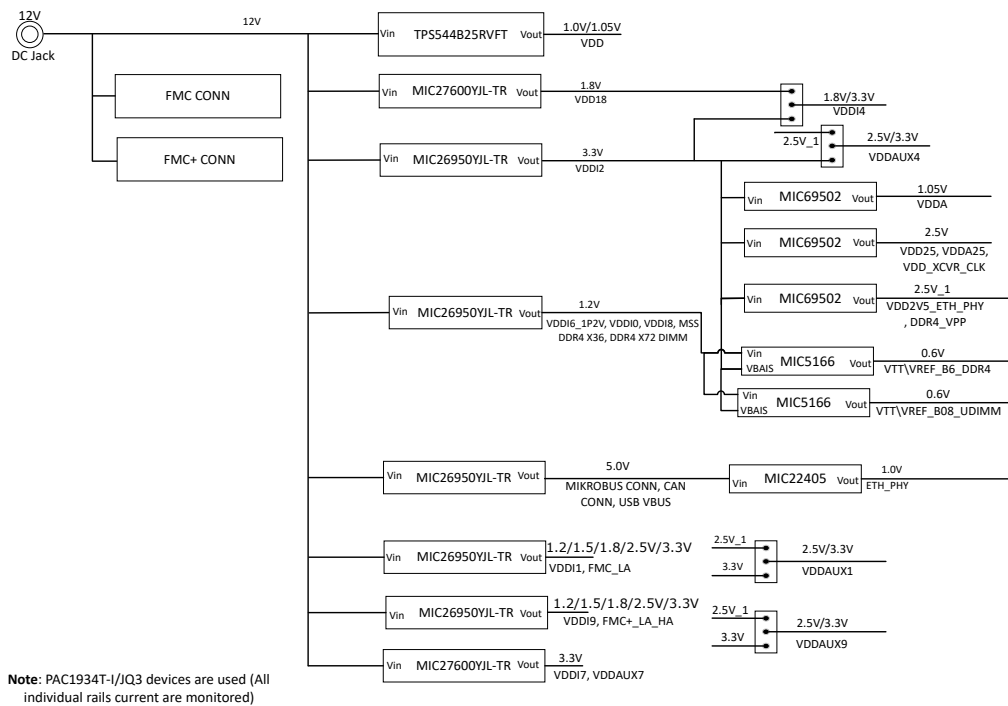 12V
DC Jack
12V
FMC CONN
FMC+ CONN
Vin TPS544B25RVFT Vout
1.0V/1.05V
VDD
Vin MIC27600YJL-TR Vout
1.8V
VDD18
1.8V/3.3V
VDDI4
Vin MIC26950YJL-TR Vout
3.3V
VDDI2
2.5V_1
2.5V/3.3V
VDDAUX4
Vin MIC69502 Vout
1.05V
VDDA
Vin MIC69502 Vout
2.5V
VDD25, VDDA25,
VDD_XCVR_CLK
Vin MIC69502 Vout
2.5V_1
VDD2V5_ETH_PHY
, DDR4_VPP
Vin MIC26950YJL-TR Vout
1.2V
VDDI6_1P2V, VDDI0, VDDI8, MSS
DDR4 X36, DDR4 X72 DIMM
Vin
VBAIS
MIC5166 Vout
0.6V
VTT\VREF_B6_DDR4
Vin
VBAIS
MIC5166 Vout
0.6V
VTT\VREF_B08_UDIMM
Vin MIC26950YJL-TR Vout
5.0V
MIKROBUS CONN, CAN
CONN, USB VBUS
Vin MIC22405 Vout
1.0V
ETH_PHY
Vin MIC26950YJL-TR Vout
1.2/1.5/1.8/2.5V/3.3V
VDDI1, FMC_LA
2.5V_1
3.3V
2.5V/3.3V
VDDAUX1
Vin MIC26950YJL-TR Vout
1.2/1.5/1.8/2.5V/3.3V
VDDI9, FMC+_LA_HA
2.5V_1
3.3V
2.5V/3.3V
VDDAUX9
Vin MIC27600YJL-TR Vout
3.3V
VDDI7, VDDAUX7
Note: PAC1934T-I/JQ3 devices are used (All
individual rails current are monitored)